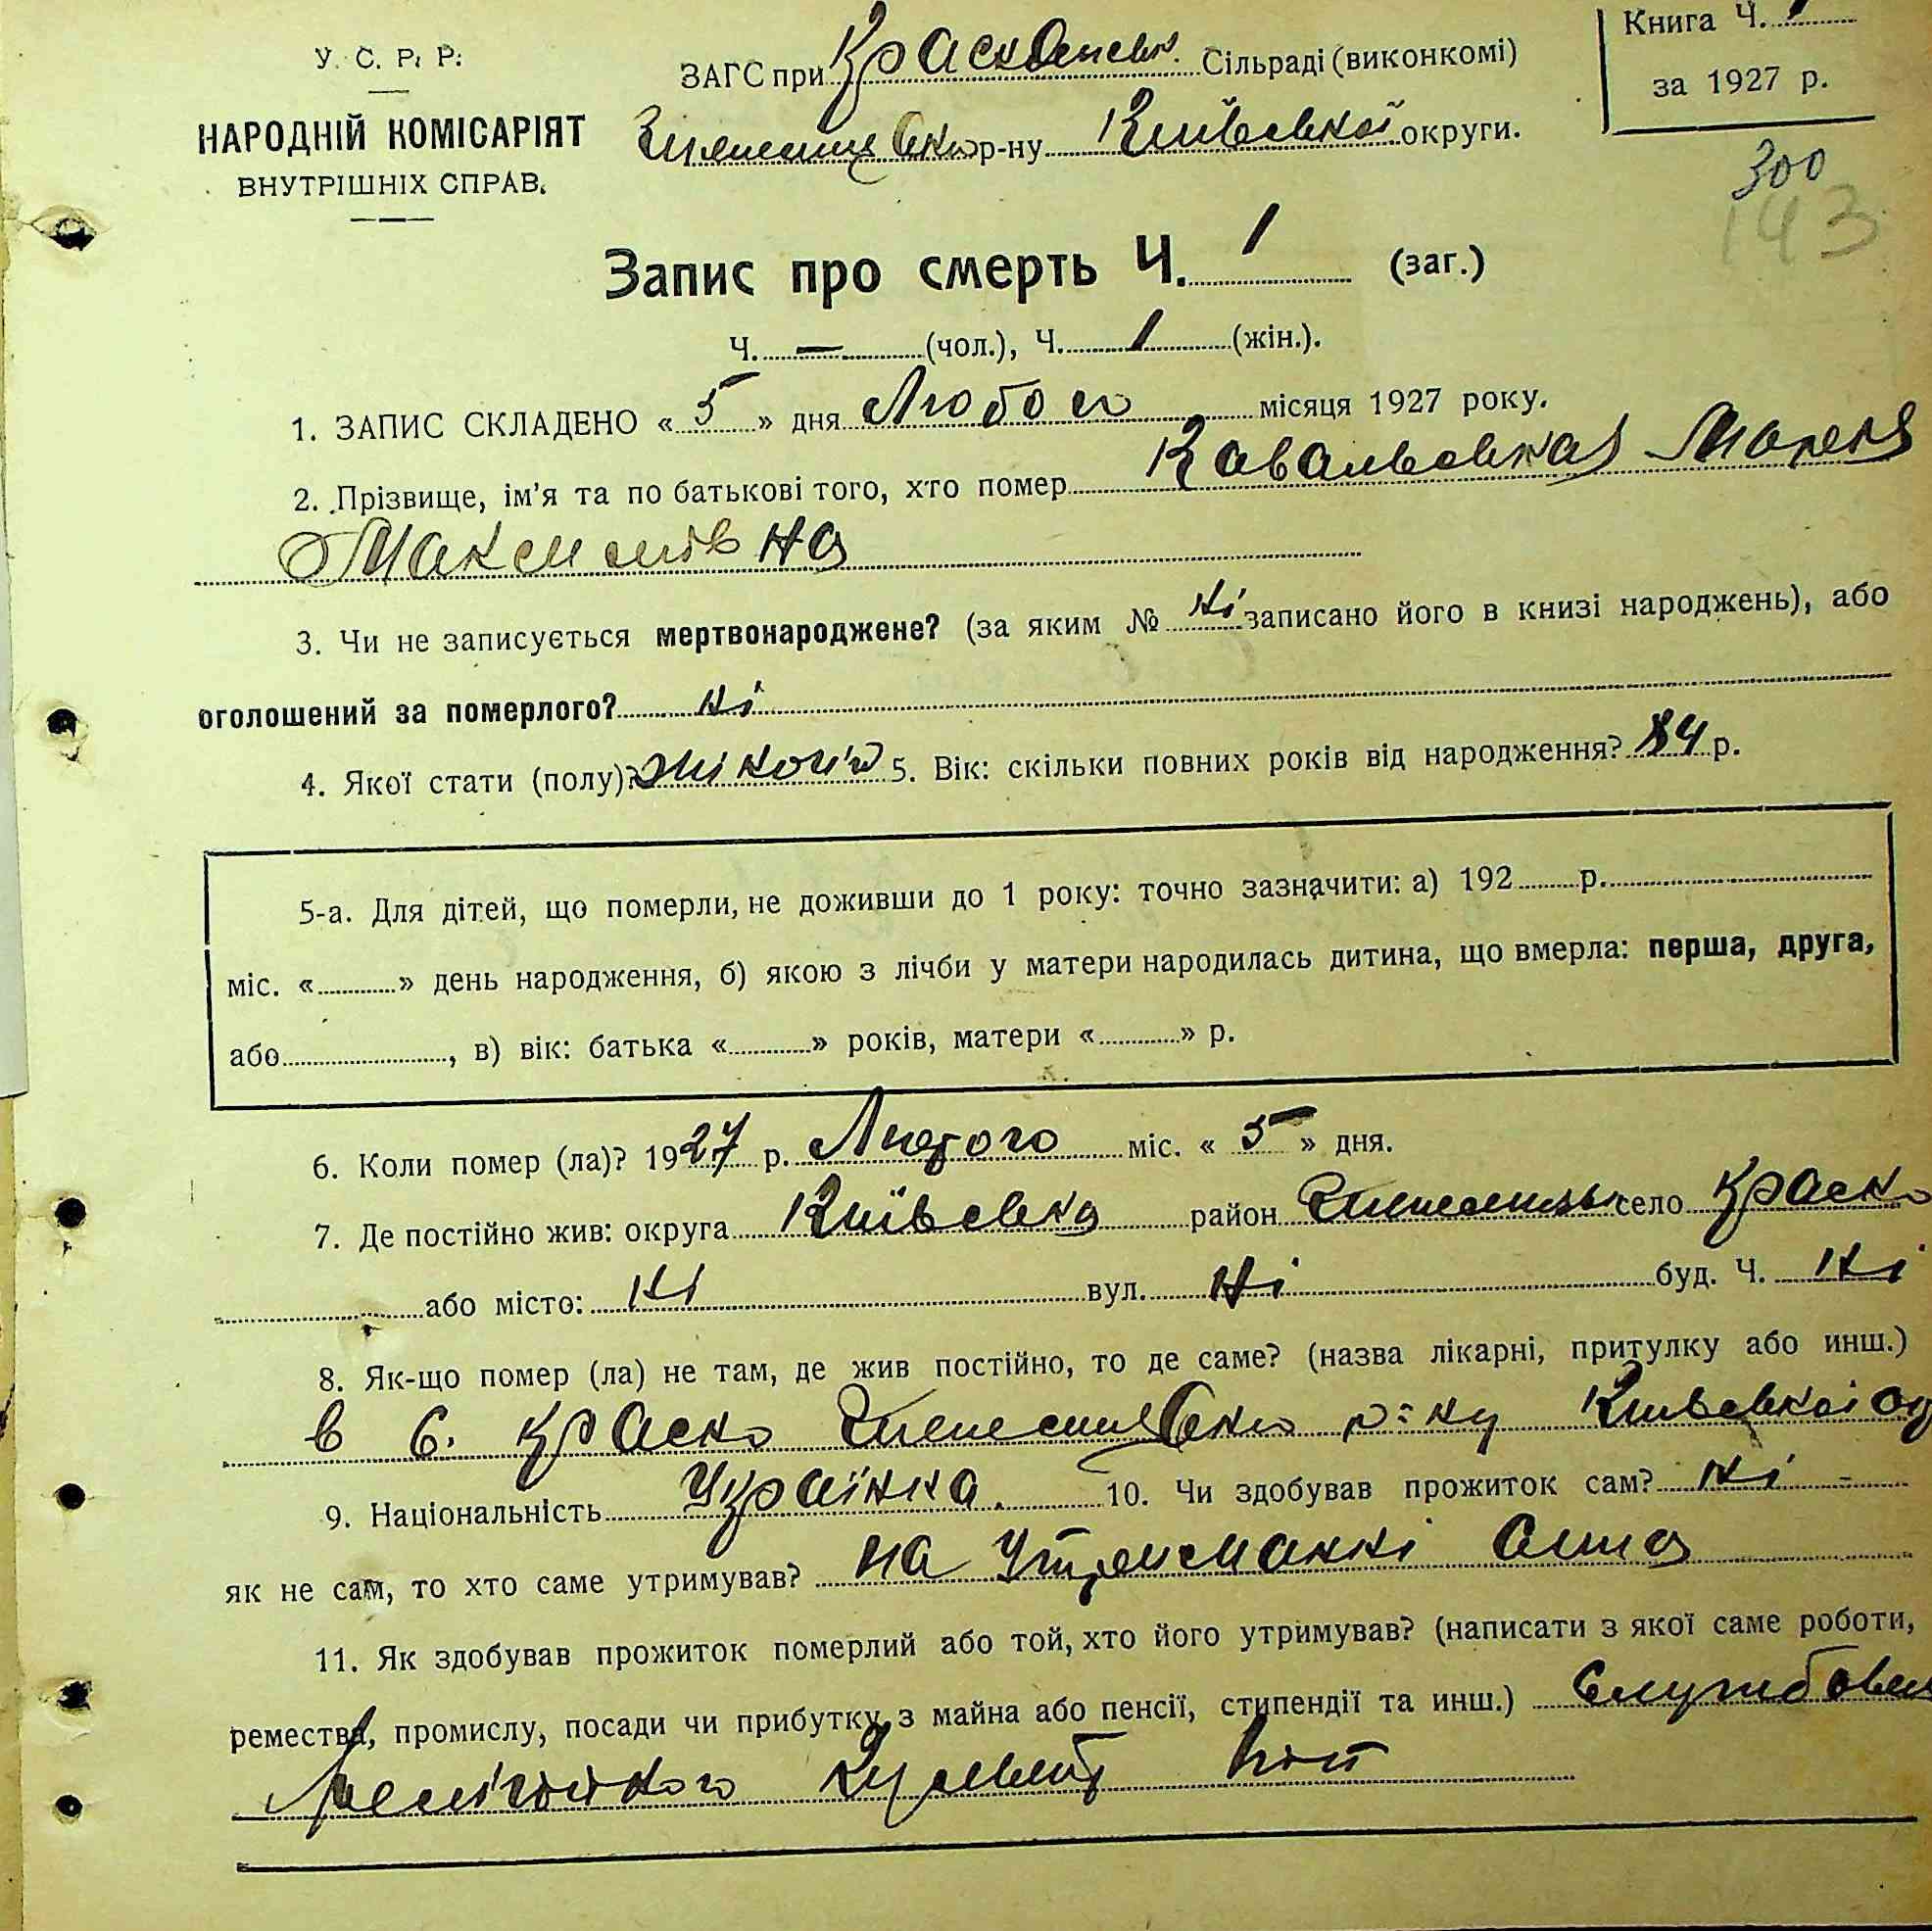 У. С. Р. Р.
НАРОДНІЙ КОМІСАРІЯТ
ВНУТРІШНІХ СПРАВ.
ЗАГС при Сільраді (виконкомі)
р-ну Київської округи.
Книга Ч. 1
за 1927 р.
300
143
Запис про смерть Ч. 1 (заг.)
Ч. — (чол.), Ч. 1 (жін.).
1. ЗАПИС СКЛАДЕНО « 5 » дня місяця 1927 року.
2. Прізвище, ім'я та по батькові того, хто помер Ковальевская
Максимівна
3. Чи не записується мертвонароджене? (за яким № ні записано його в книзі народжень), або
оголошений за померлого? ні
4. Якої стати (полу)? 5. Вік: скільки повних років від народження? 84 р.
5-а. Для дітей, що померли, не доживши до 1 року: точно зазначити: а) 192 р.
міс. « » день народження, б) якою з лічби у матери народилась дитина, що вмерла: перша, друга,
або , в) вік: батька « » років, матери « » р.
6. Коли помер (ла)? 1927 р. Лютого міс. « 5 » дня.
7. Де постійно жив: округа Київська район село Краско
або місто: ні вул. ні буд. Ч. ні
8. Як-що помер (ла) не там, де жив постійно, то де саме? (назва лікарні, притулку або инш.)
в с. Краско р-ну Київської
9. Національність Українка. 10. Чи здобував прожиток сам? ні
як не сам, то хто саме утримував? на утриманні
11. Як здобував прожиток померлий або той, хто його утримував? (написати з якої саме роботи,
ремества, промислу, посади чи прибутку з майна або пенсії, стипендії та инш.)